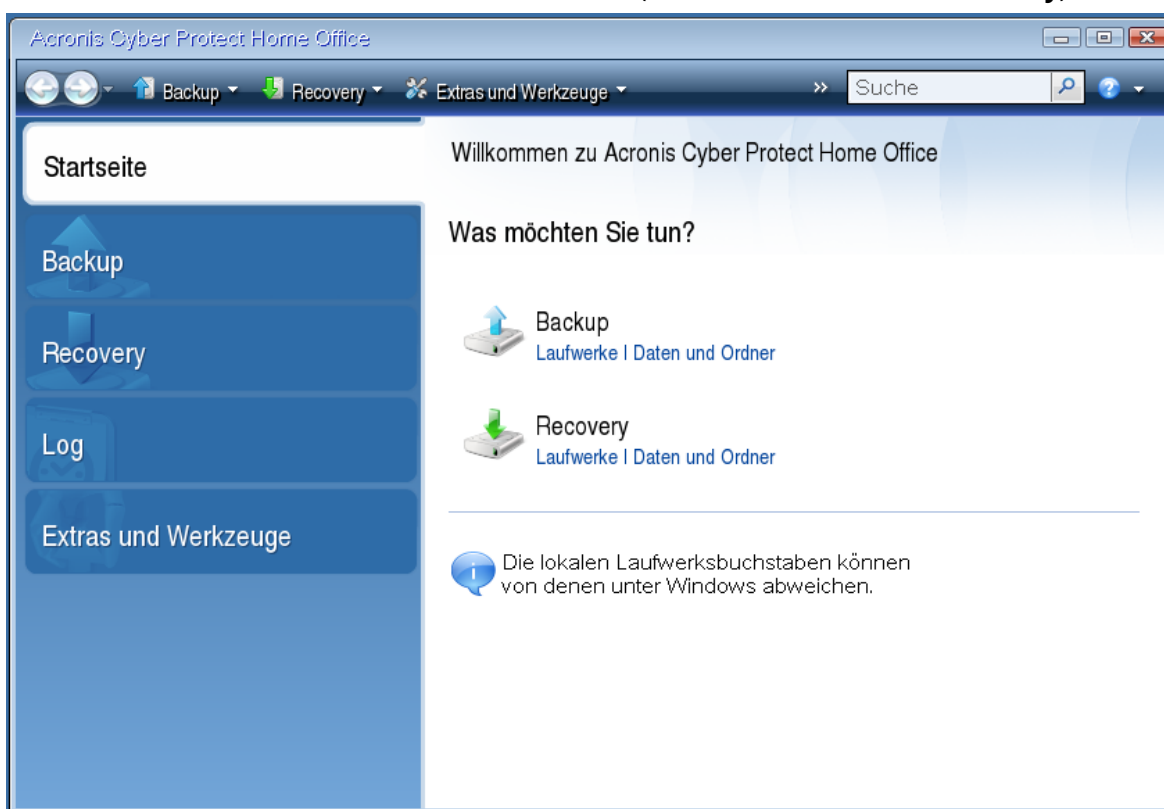 Acronis Cyber Protect Home Office
Backup Recovery Extras und Werkzeuge » Suche
Startseite
Backup
Recovery
Log
Extras und Werkzeuge
Willkommen zu Acronis Cyber Protect Home Office
Was möchten Sie tun?
Backup
Laufwerke | Daten und Ordner
Recovery
Laufwerke | Daten und Ordner
Die lokalen Laufwerksbuchstaben können
von denen unter Windows abweichen.